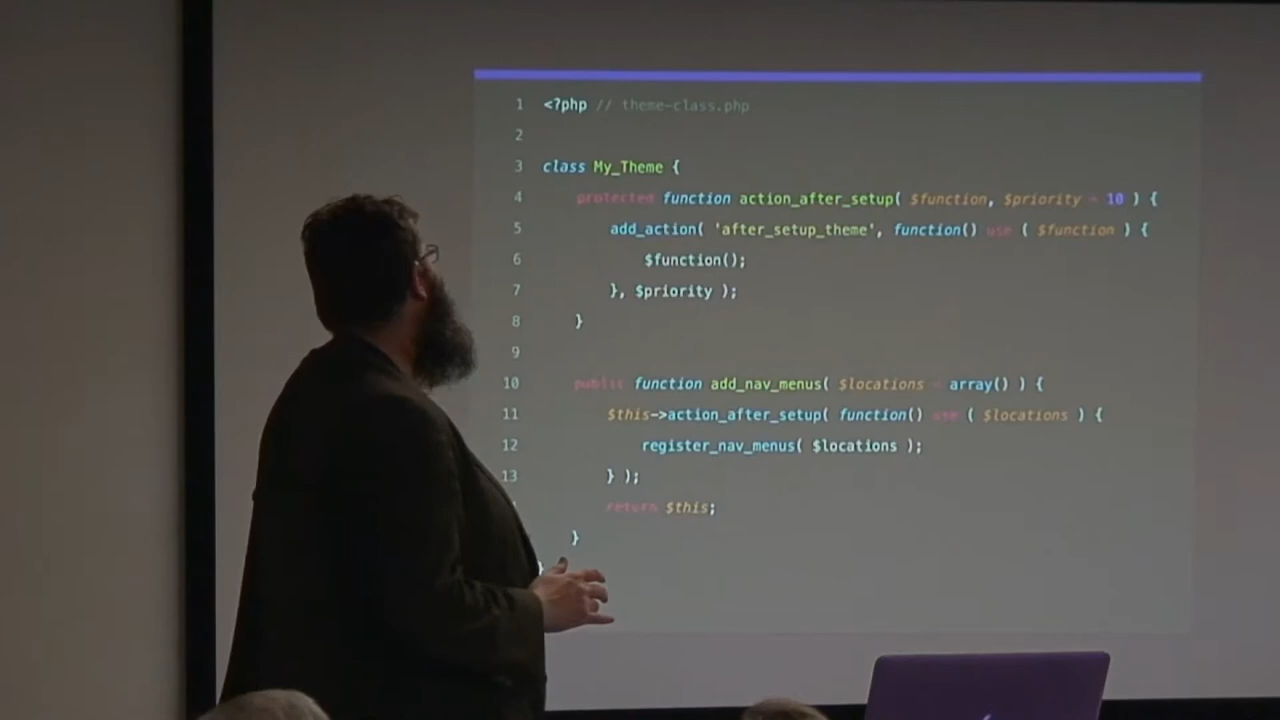 1 <?php // theme-class.php
2
3 class My_Theme {
4 protected function action_after_setup( $function, $priority = 10 ) {
5 add_action( 'after_setup_theme', function() use ( $function ) {
6 $function();
7 }, $priority );
8 }
9
10 public function add_nav_menus( $locations = array() ) {
11 $this->action_after_setup( function() use ( $locations ) {
12 register_nav_menus( $locations );
13 } );
return $this;
}